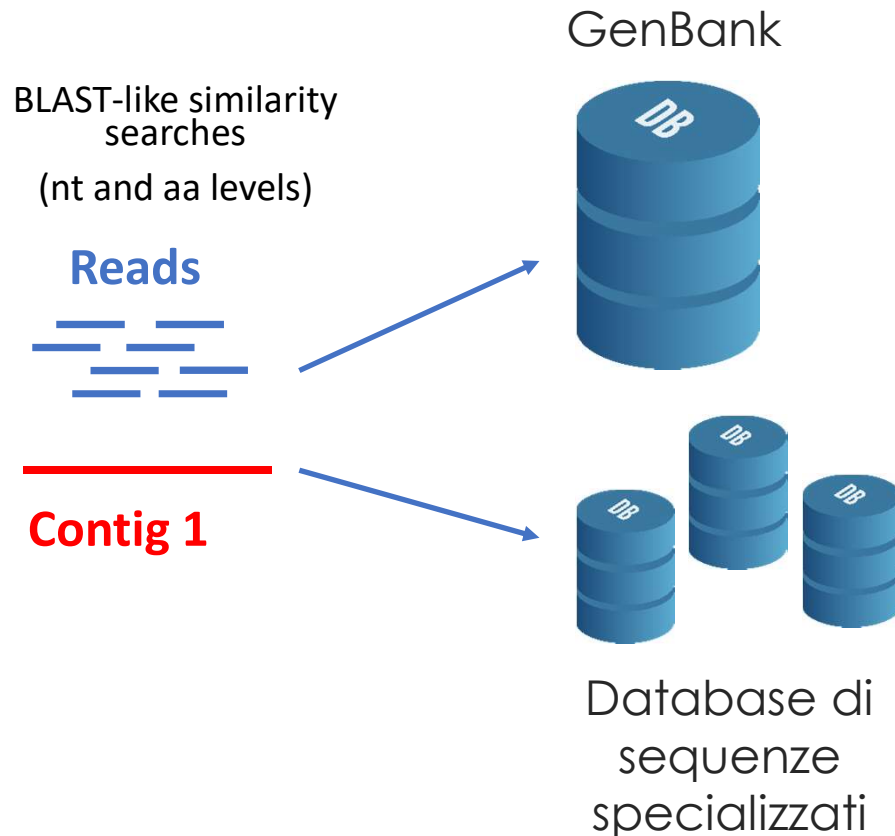 GenBank
BLAST-like similarity
searches
(nt and aa levels)
Reads
Contig 1
DB
DB
DB
DB
Database di
sequenze
specializzati